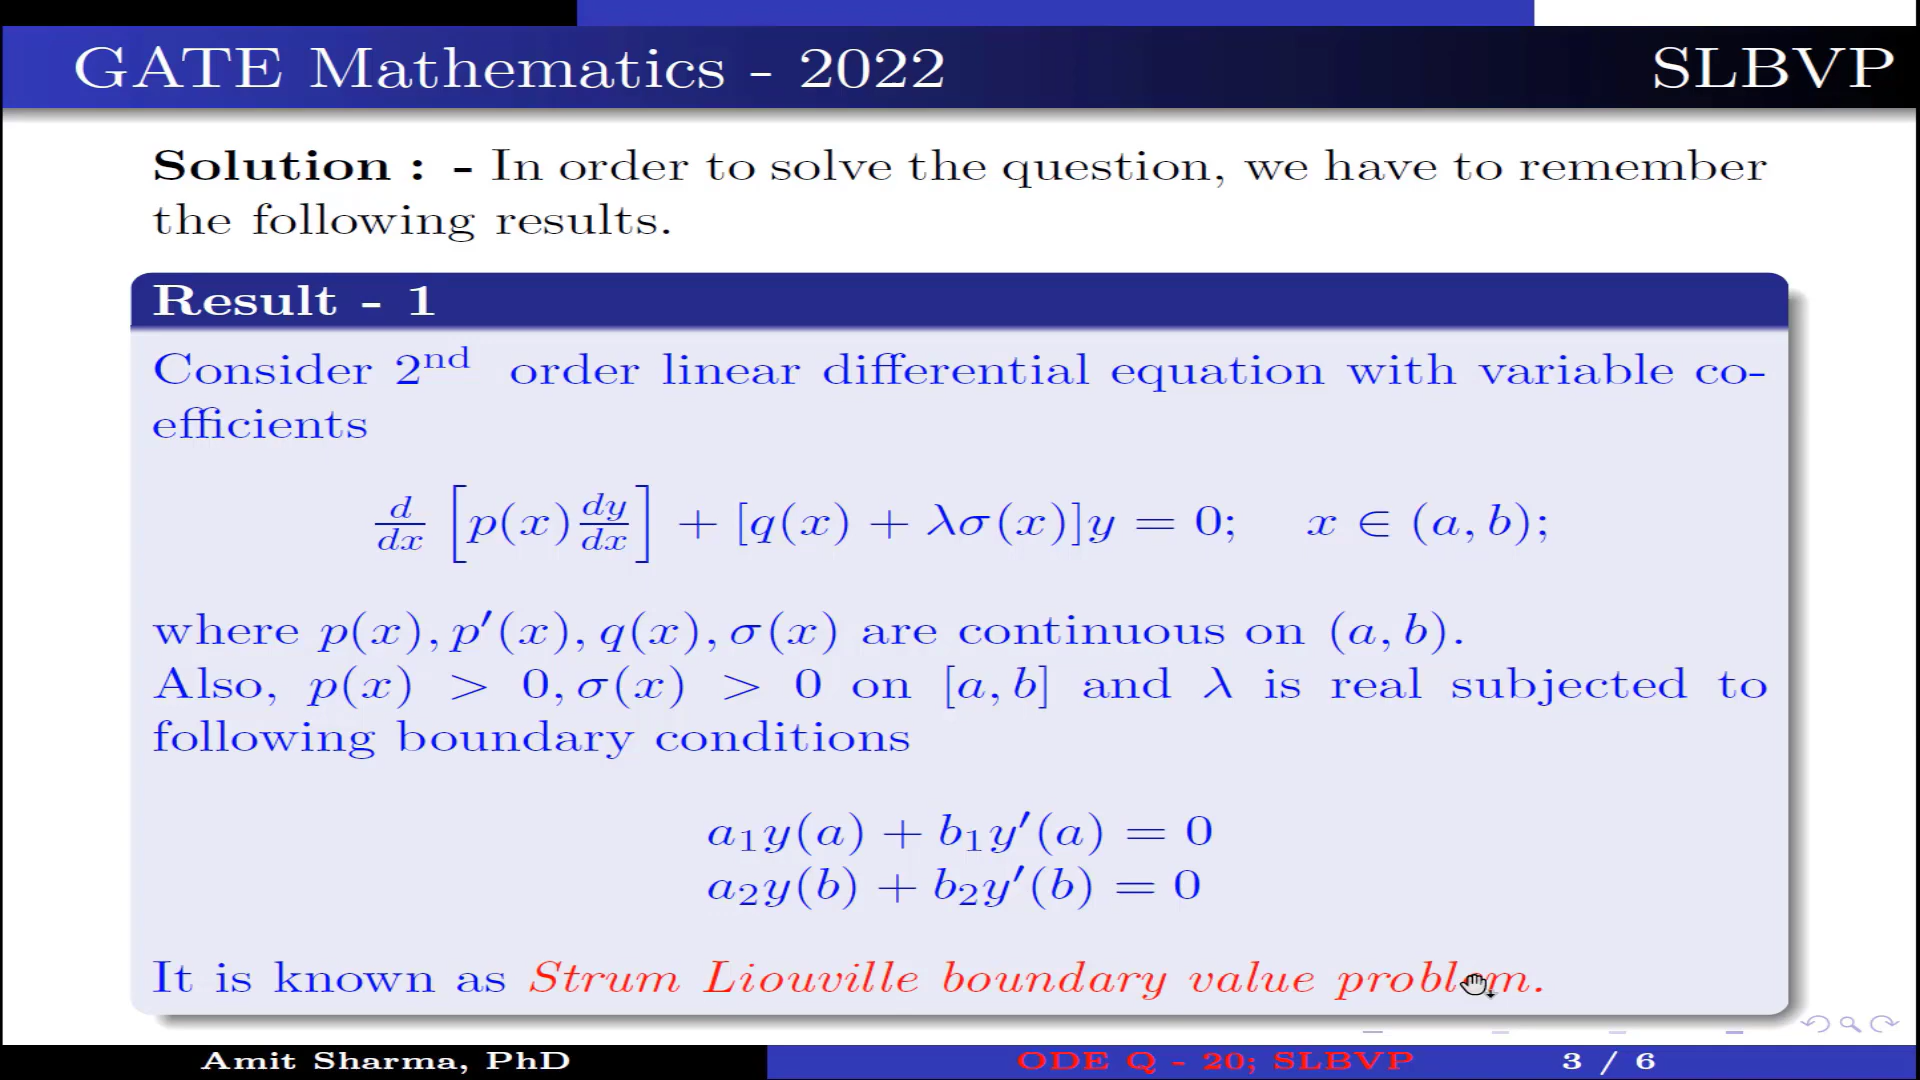 GATE Mathematics - 2022 SLBVP
Solution : - In order to solve the question, we have to remember
the following results.
Result - 1
Consider 2ⁿᵈ order linear differential equation with variable co-
efficients
d/dx [p(x) dy/dx] + [q(x) + λσ(x)]y = 0; x ∈ (a, b);
where p(x), p′(x), q(x), σ(x) are continuous on (a, b).
Also, p(x) > 0, σ(x) > 0 on [a, b] and λ is real subjected to
following boundary conditions
a₁y(a) + b₁y′(a) = 0
a₂y(b) + b₂y′(b) = 0
It is known as Strum Liouville boundary value problem.
Amit Sharma, PhD ODE Q - 20; SLBVP 3 / 6